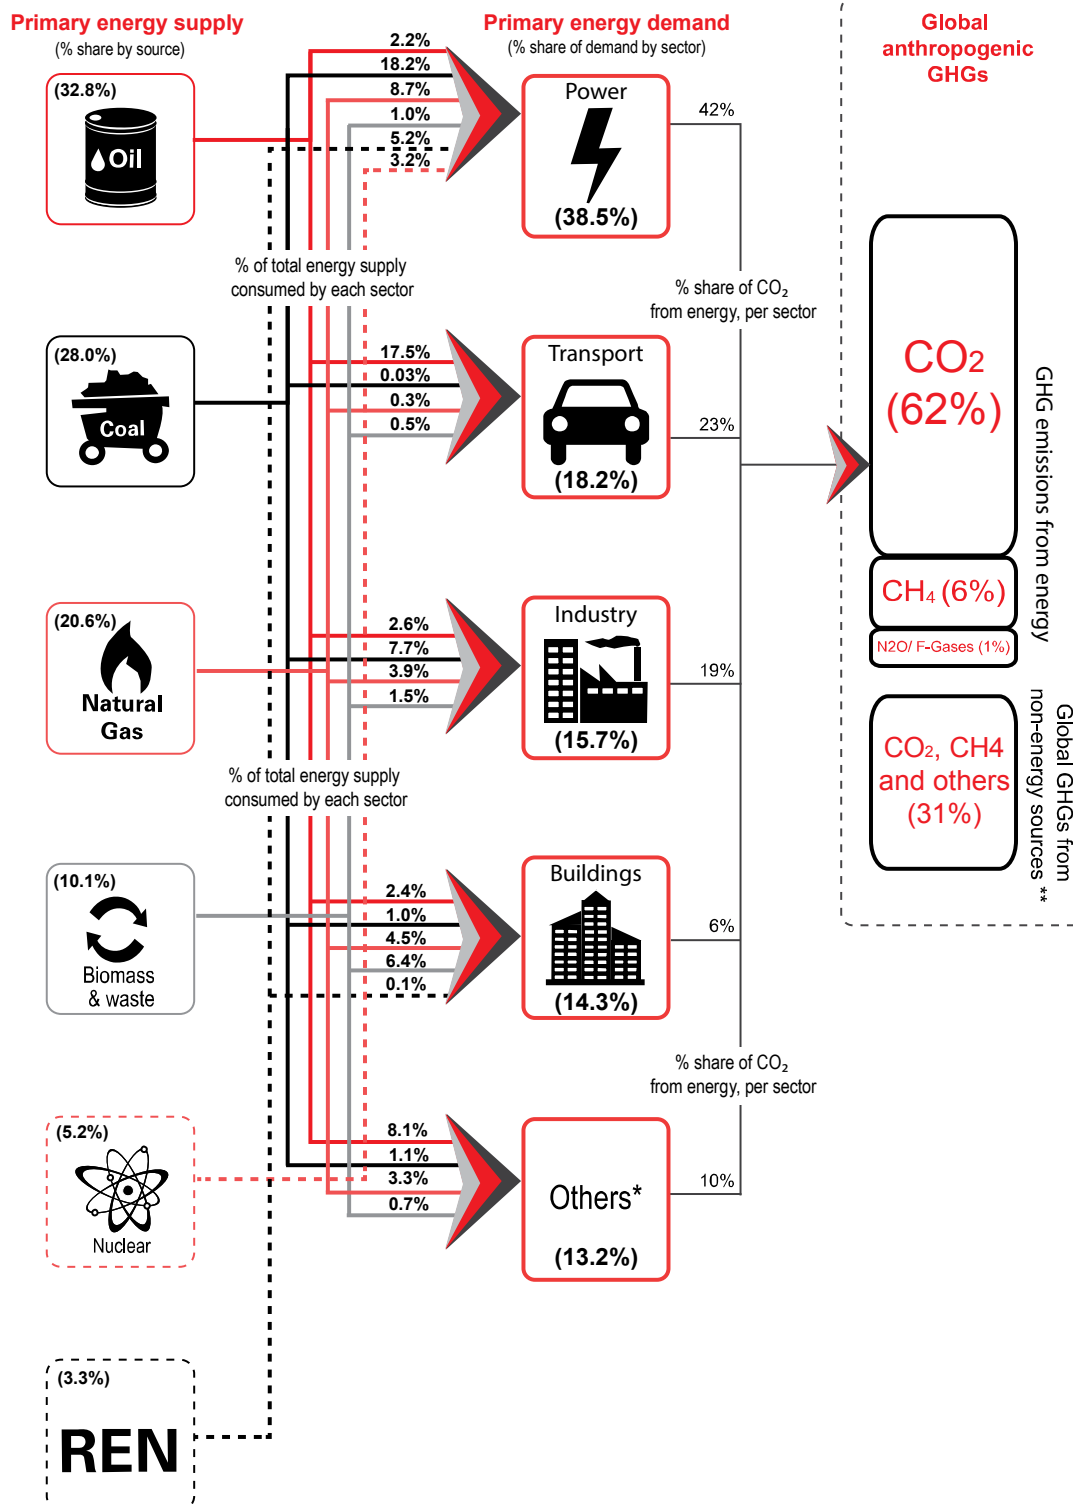 Primary energy supply
(% share by source)
Primary energy demand
(% share of demand by sector)
Global
anthropogenic
GHGs
(32.8%)
Oil
2.2%
18.2%
8.7%
1.0%
5.2%
3.2%
Power
(38.5%)
42%
% of total energy supply
consumed by each sector
% share of CO₂
from energy, per sector
(28.0%)
Coal
17.5%
0.03%
0.3%
0.5%
Transport
(18.2%)
23%
CO₂
(62%)
CH₄ (6%)
N2O/ F-Gases (1%)
GHG emissions from energy
(20.6%)
Natural
Gas
2.6%
7.7%
3.9%
1.5%
Industry
(15.7%)
19%
CO₂, CH4
and others
(31%)
Global GHGs from
non-energy sources **
% of total energy supply
consumed by each sector
(10.1%)
Biomass
& waste
2.4%
1.0%
4.5%
6.4%
0.1%
Buildings
(14.3%)
6%
% share of CO₂
from energy, per sector
(5.2%)
Nuclear
8.1%
1.1%
3.3%
0.7%
Others*
(13.2%)
10%
(3.3%)
REN